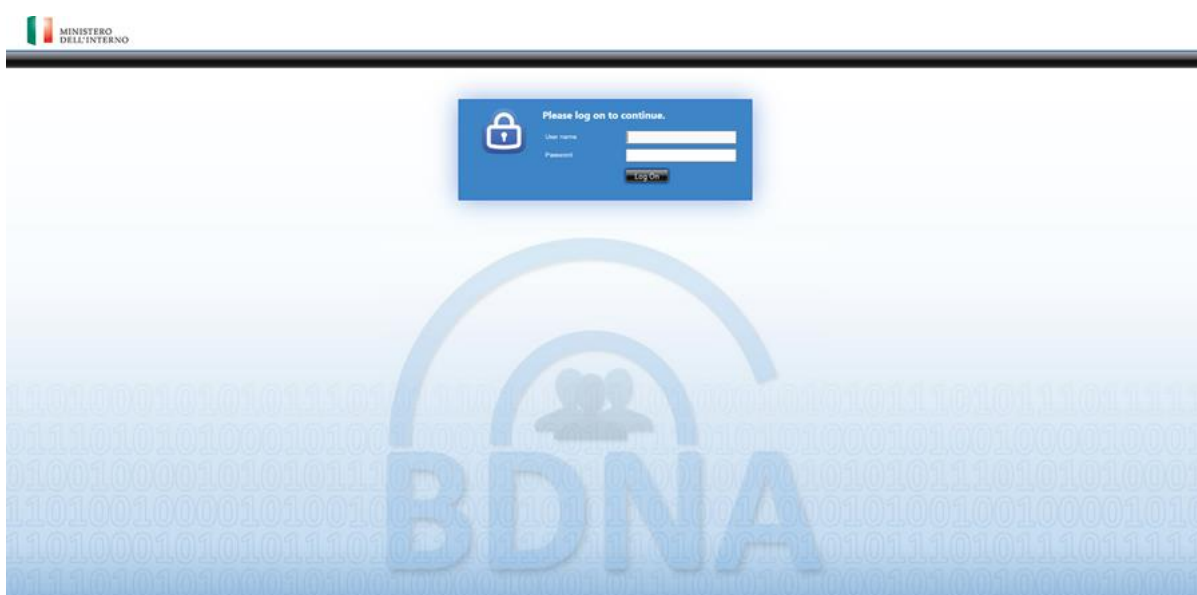 MINISTERO
DELL'INTERNO
Please log on to continue.
User name
Password
Log On
BDNA